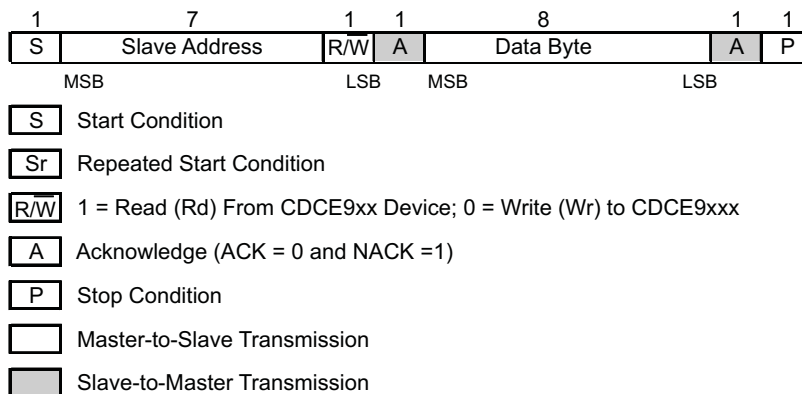 1 7 1 1 8 1 1
S Slave Address R/W̅ A Data Byte A P
MSB LSB MSB LSB
S Start Condition
Sr Repeated Start Condition
R/W̅ 1 = Read (Rd) From CDCE9xx Device; 0 = Write (Wr) to CDCE9xxx
A Acknowledge (ACK = 0 and NACK =1)
P Stop Condition
Master-to-Slave Transmission
Slave-to-Master Transmission